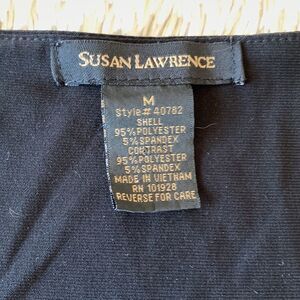 SUSAN LAWRENCE
M
Style# 40782
SHELL
95% POLYESTER
5% SPANDEX
CONTRAST
95% POLYESTER
5% SPANDEX
MADE IN VIETNAM
RN 101928
REVERSE FOR CARE